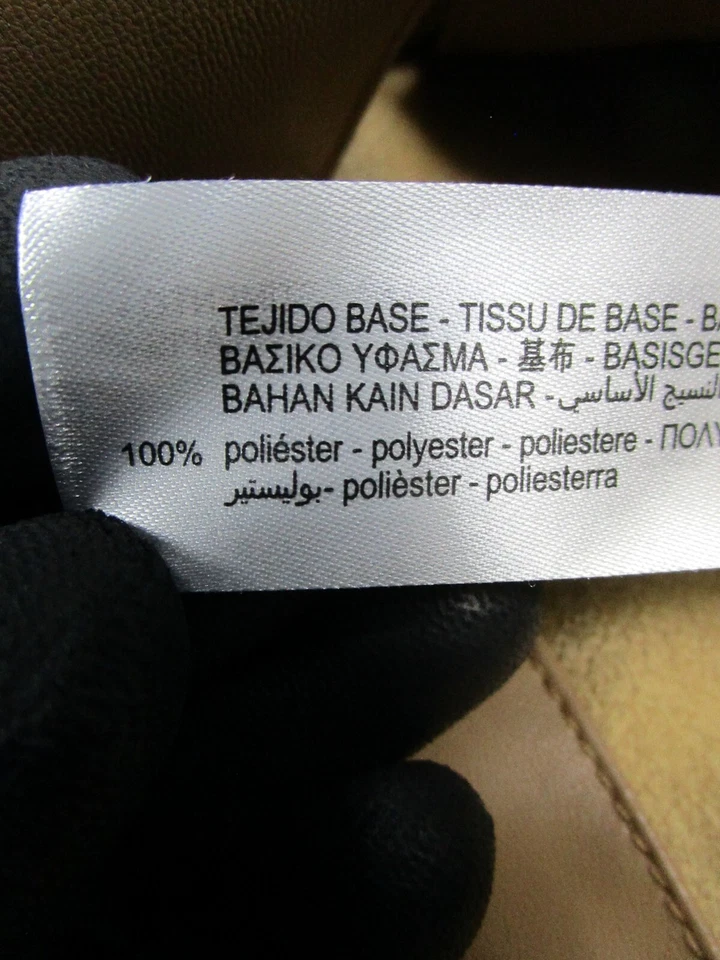 TEJIDO BASE - TISSU DE BASE - BA
ΒΑΣΙΚΟ ΥΦΑΣΜΑ - 基布 - BASISGE
BAHAN KAIN DASAR - النسيج الأساسي
100% poliéster - polyester - poliestere - ΠΟΛΥ
بوليستير - polièster - poliesterra